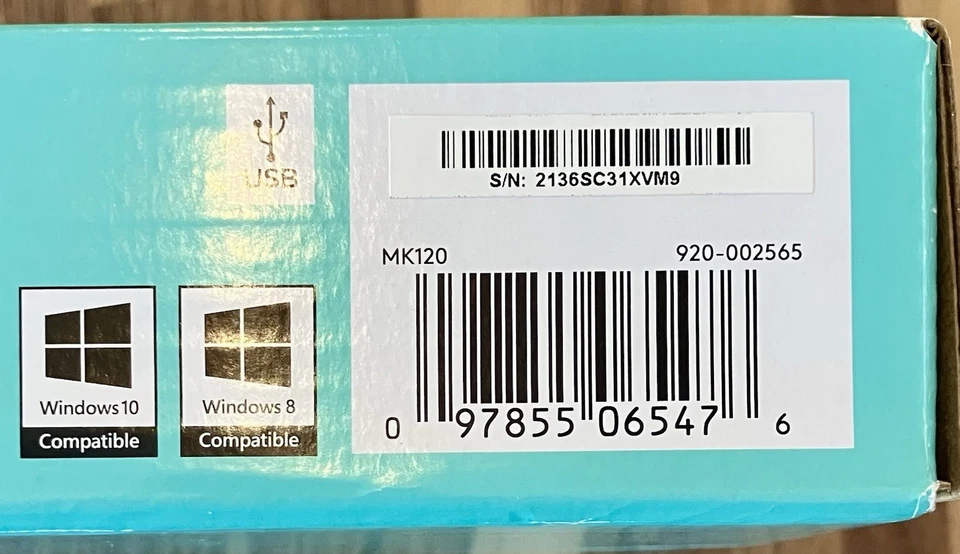 USB
S/N: 2136SC31XVM9
MK120 920-002565
Windows 10
Compatible
Windows 8
Compatible
0 97855 06547 6